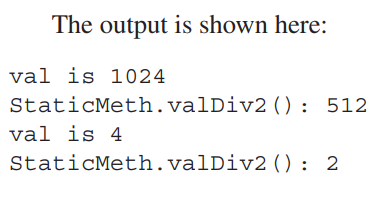 The output is shown here:
val is 1024
StaticMeth.valDiv2(): 512
val is 4
StaticMeth.valDiv2(): 2